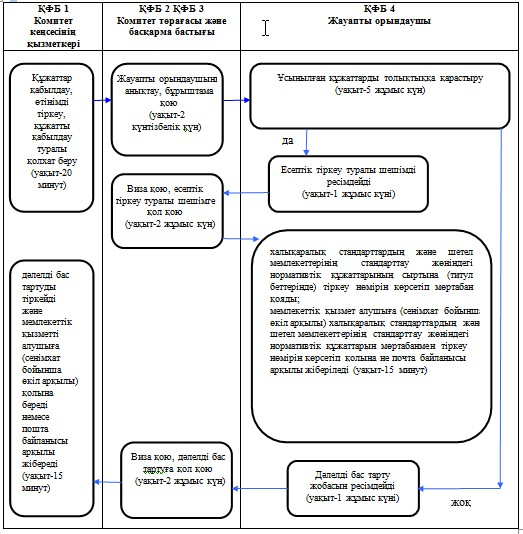 ҚФБ 1
Комитет
кеңсесінің
қызметкері
ҚФБ 2 ҚФБ 3
Комитет төрағасы және
басқарма бастығы
ҚФБ 4
Жауапты орындаушы
Құжаттар
қабылдау,
өтінімді
тіркеу,
құжатты
қабылдау
туралы
қолхат беру
(уақыт-20
минут)
Жауапты орындаушыны
анықтау, бұрыштама
қою
(уақыт-2
күнтізбелік күн)
Ұсынылған құжаттарды толықтыққа қарастыру
(уақыт-5 жұмыс күн)
да
Есептік тіркеу туралы шешімді
ресімдейді
(уақыт-1 жұмыс күні)
Виза қою, есептік
тіркеу туралы шешімге
қол қою
(уақыт-2 жұмыс күн)
халықаралық стандарттардың және шетел
мемлекеттерінің стандарттау жөніндегі
нормативтік құжаттарының сыртына (титул
беттерінде) тіркеу немірін көрсетіп мөртабан
қояды;
мемлекеттік қызмет алушыға (сенімхат бойынша
өкіл арқылы) халықаралық стандарттардың және
шетел мемлекеттерінің стандарттау жөніндегі
нормативтік құжаттарын мөртабанмен тіркеу
немірін көрсетіп қолына не почта байланысы
арқылы жіберіледі (уақыт-15 минут)
дәлелді бас
тартуды
тіркейді
және
мемлекеттік
қызметті
алушыға
(сенімхат
бойынша
өкіл арқылы)
қолына
береді
немесе
пошта
байланысы
арқылы
жібереді
(уақыт-15
минут)
Виза қою, дәлелді бас
тартуға қол қою
(уақыт-2 жұмыс күн)
Дәлелді бас тарту
жобасын ресімдейді
(уақыт-1 жұмыс күні)
жоқ